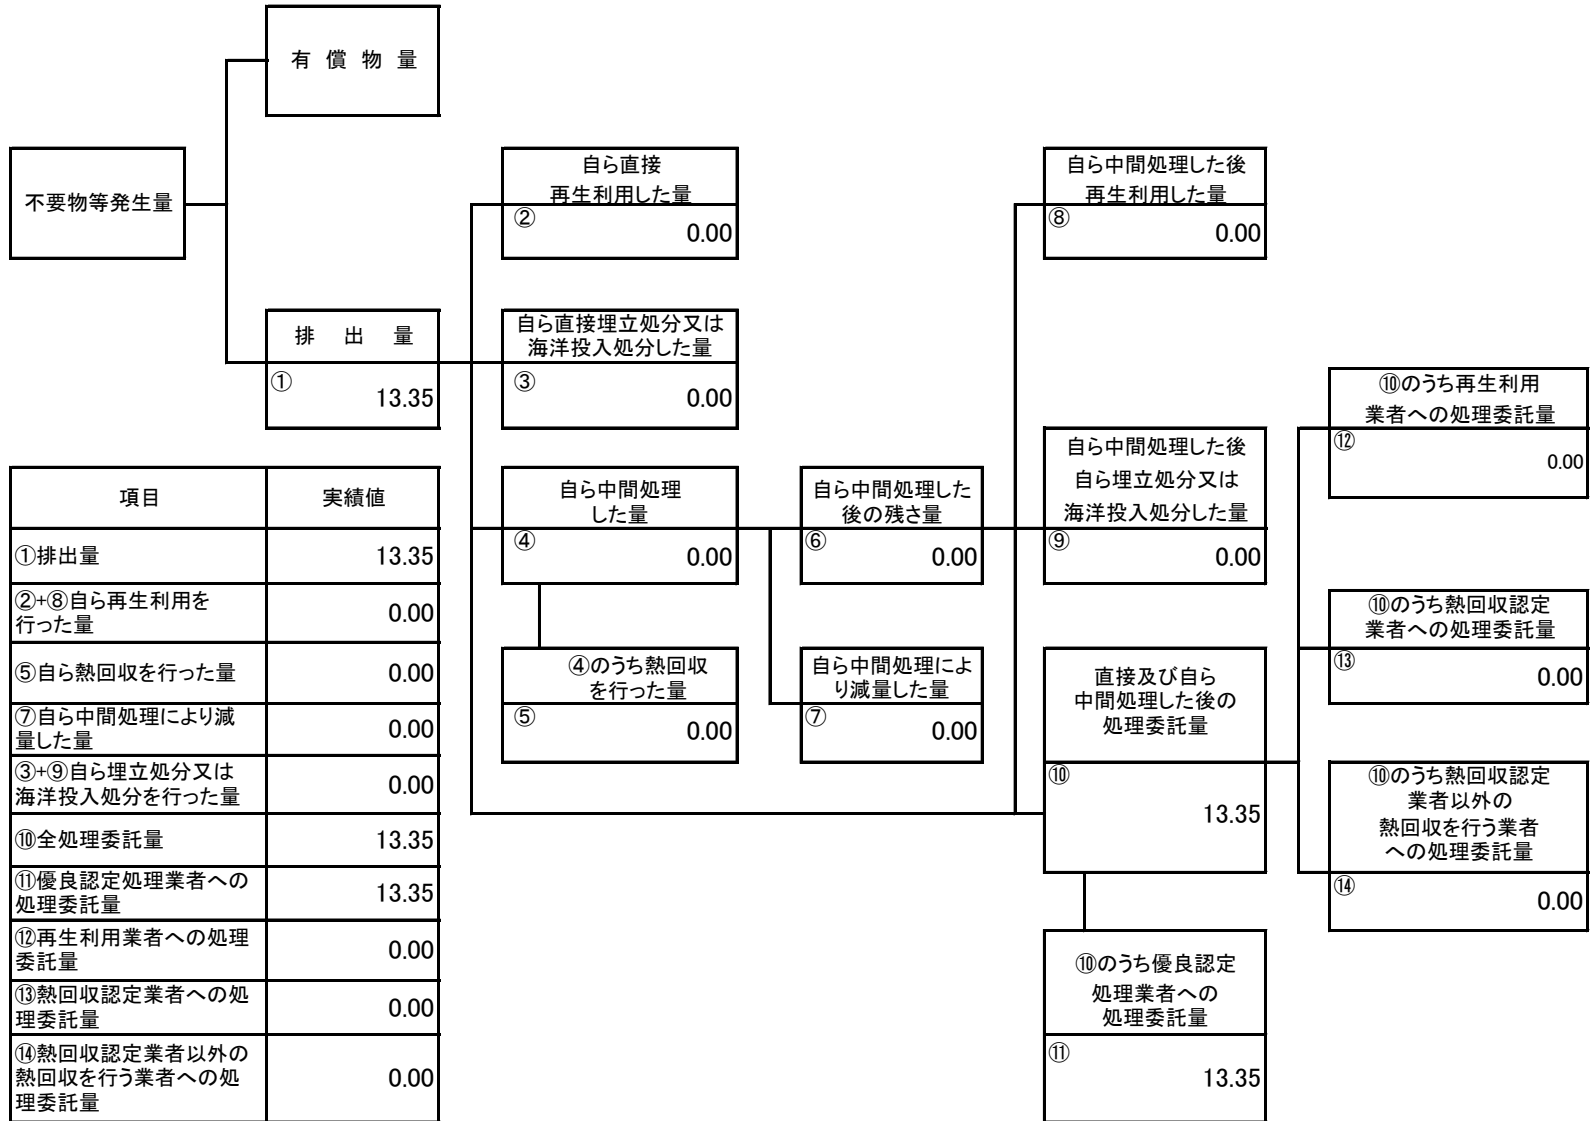 有 償 物 量
不要物等発生量
自ら直接
再生利用した量
②
0.00
自ら中間処理した後
再生利用した量
⑧
0.00
排 出 量
①
13.35
自ら直接埋立処分又は
海洋投入処分した量
③
0.00
自ら中間処理
した量
④
0.00
自ら中間処理した
後の残さ量
⑥
0.00
自ら中間処理した後
自ら埋立処分又は
海洋投入処分した量
⑨
0.00
⑩のうち再生利用
業者への処理委託量
⑫
0.00
④のうち熱回収
を行った量
⑤
0.00
自ら中間処理によ
り減量した量
⑦
0.00
直接及び自ら
中間処理した後の
処理委託量
⑩
13.35
⑩のうち熱回収認定
業者への処理委託量
⑬
0.00
⑩のうち熱回収認定
業者以外の
熱回収を行う業者
への処理委託量
⑭
0.00
⑩のうち優良認定
処理業者への
処理委託量
⑪
13.35
項目 実績値
①排出量 13.35
②+⑧自ら再生利用を
行った量 0.00
⑤自ら熱回収を行った量 0.00
⑦自ら中間処理により減
量した量 0.00
③+⑨自ら埋立処分又は
海洋投入処分を行った量 0.00
⑩全処理委託量 13.35
⑪優良認定処理業者への
処理委託量 13.35
⑫再生利用業者への処理
委託量 0.00
⑬熱回収認定業者への処
理委託量 0.00
⑭熱回収認定業者以外の
熱回収を行う業者への処 0.00
理委託量